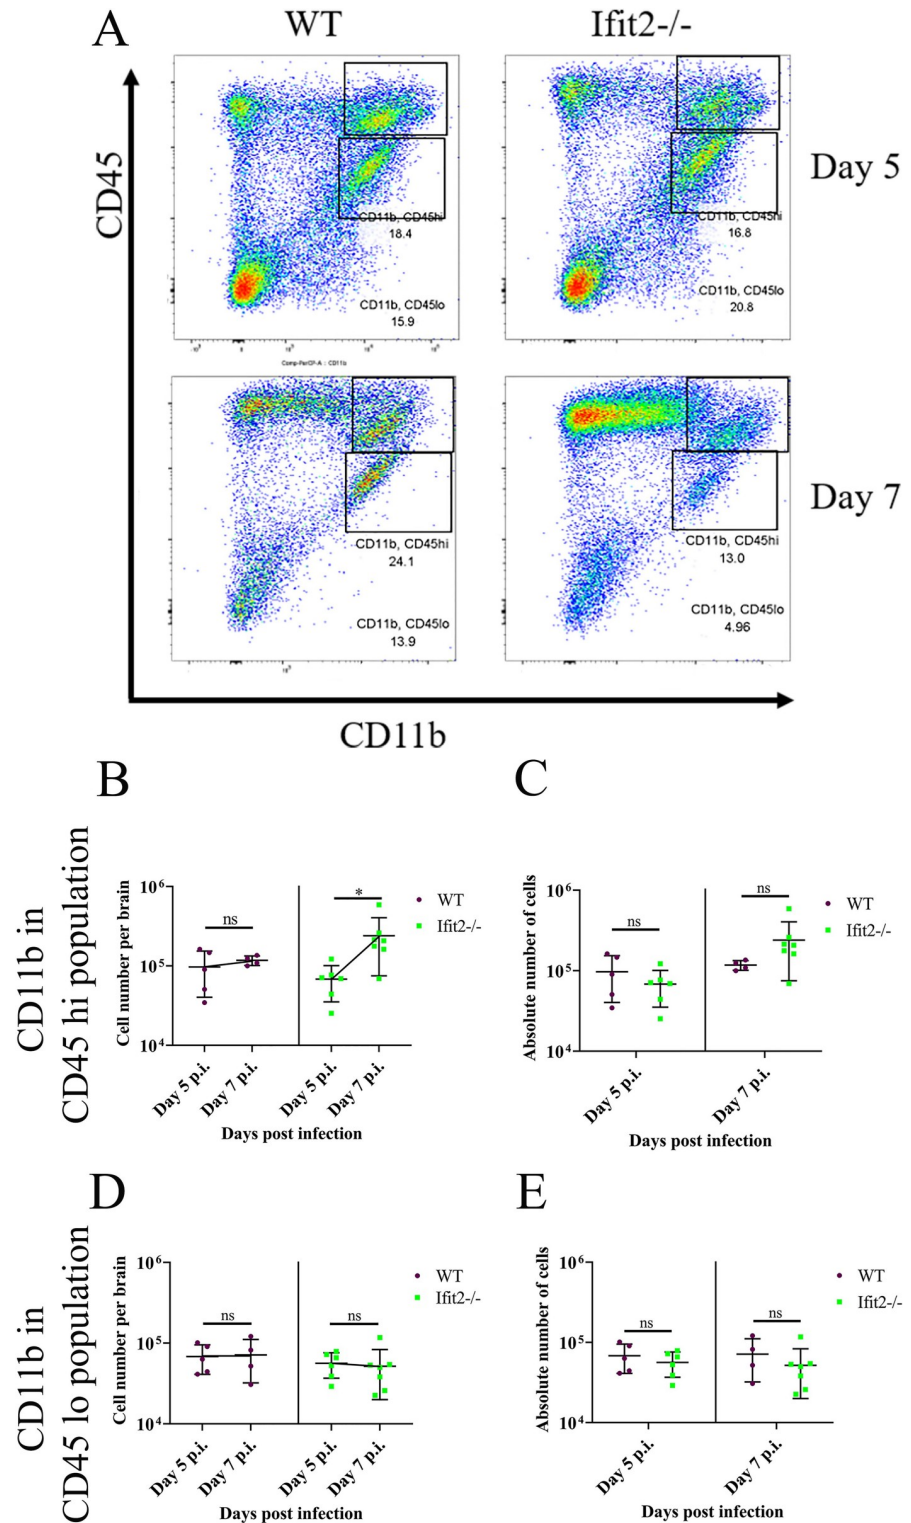 A
WT
Ifit2-/-
CD45
CD11b, CD45hi
18.4
CD11b, CD45lo
15.9
CD11b, CD45hi
16.8
CD11b, CD45lo
20.8
Day 5
Comp-PerCP-A :: CD11b
CD11b, CD45hi
24.1
CD11b, CD45lo
13.9
CD11b, CD45hi
13.0
CD11b, CD45lo
4.96
Day 7
CD11b
B
CD11b in
CD45 hi population
Cell number per brain
10⁶
10⁵
10⁴
ns
*
WT
Ifit2-/-
Day 5 p.i.
Day 7 p.i.
Day 5 p.i.
Day 7 p.i.
Days post infection
C
Absolute number of cells
10⁶
10⁵
10⁴
ns
ns
WT
Ifit2-/-
Day 5 p.i.
Day 7 p.i.
Days post infection
D
CD11b in
CD45 lo population
Cell number per brain
10⁶
10⁵
10⁴
ns
ns
WT
Ifit2-/-
Day 5 p.i.
Day 7 p.i.
Day 5 p.i.
Day 7 p.i.
Days post infection
E
Absolute number of cells
10⁶
10⁵
10⁴
ns
ns
WT
Ifit2-/-
Day 5 p.i.
Day 7 p.i.
Days post infection